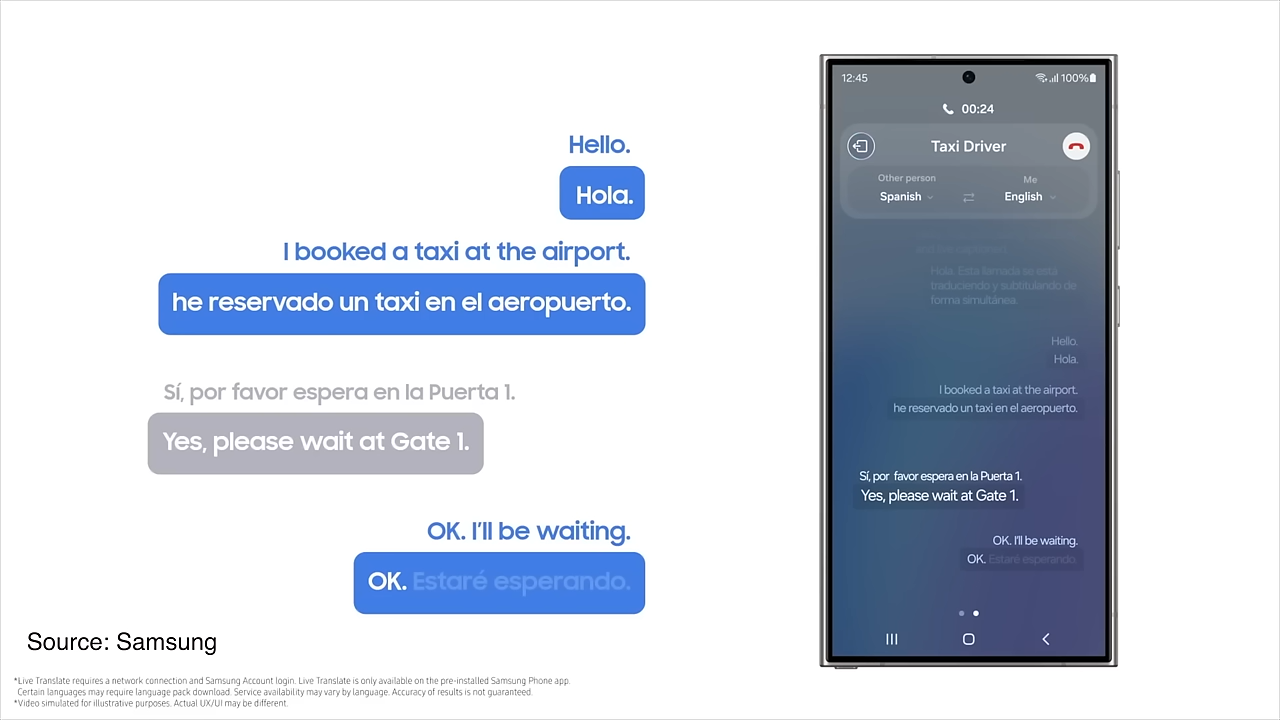 Hello.
Hola.
I booked a taxi at the airport.
he reservado un taxi en el aeropuerto.
Sí, por favor espera en la Puerta 1.
Yes, please wait at Gate 1.
OK. I'll be waiting.
OK. Estaré esperando.
Source: Samsung
*Live Translate requires a network connection and Samsung Account login. Live Translate is only available on the pre-installed Samsung Phone app.
Certain languages may require language pack download. Service availability may vary by language. Accuracy of results is not guaranteed.
*Video simulated for illustrative purposes. Actual UX/UI may be different.
12:45 100%
00:24
Taxi Driver
Other person Me
Spanish English
Hola. Esta llamada se está
traduciendo y subtitulando de
forma simultánea.
Hello.
Hola.
I booked a taxi at the airport.
he reservado un taxi en el aeropuerto.
Sí, por favor espera en la Puerta 1.
Yes, please wait at Gate 1.
OK. I'll be waiting.
OK. Estaré esperando.